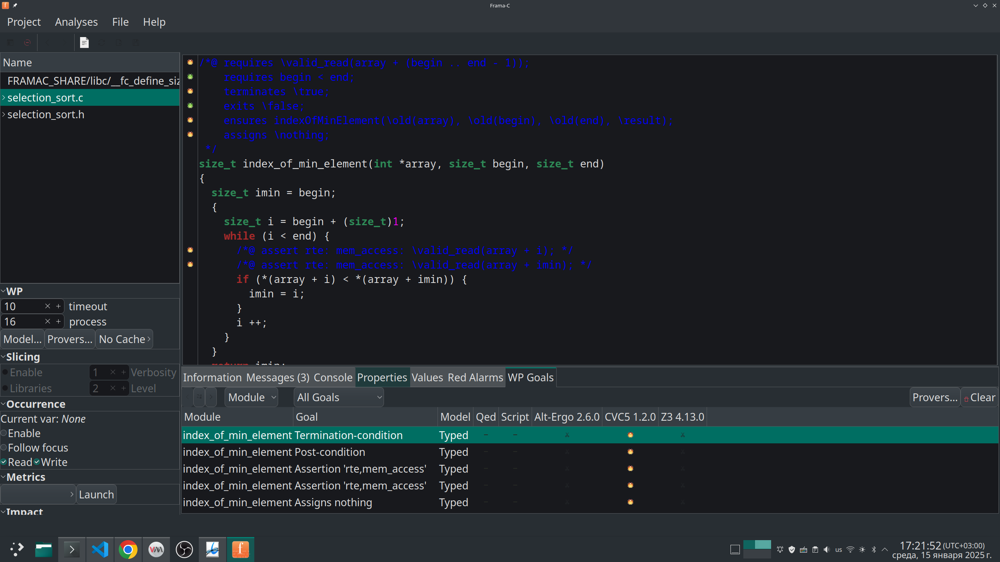 Frama-C
Project Analyses File Help
Name
FRAMAC_SHARE/libc/__fc_define_siz
selection_sort.c
selection_sort.h
/*@ requires \valid_read(array + (begin .. end - 1));
requires begin < end;
terminates \true;
exits \false;
ensures indexOfMinElement(\old(array), \old(begin), \old(end), \result);
assigns \nothing;
*/
size_t index_of_min_element(int *array, size_t begin, size_t end)
{
size_t imin = begin;
{
size_t i = begin + (size_t)1;
while (i < end) {
/*@ assert rte: mem_access: \valid_read(array + i); */
/*@ assert rte: mem_access: \valid_read(array + imin); */
if (*(array + i) < *(array + imin)) {
imin = i;
}
i ++;
}
}
return imin;
WP
10 timeout
16 process
Model... Provers... No Cache
Slicing
Enable 1 Verbosity
Libraries 2 Level
Occurrence
Current var: None
Enable
Follow focus
Read Write
Metrics
Launch
Impact
Information Messages (3) Console Properties Values Red Alarms WP Goals
Module All Goals Provers... Clear
Module Goal Model Qed Script Alt-Ergo 2.6.0 CVC5 1.2.0 Z3 4.13.0
index_of_min_element Termination-condition Typed
index_of_min_element Post-condition Typed
index_of_min_element Assertion 'rte,mem_access' Typed
index_of_min_element Assertion 'rte,mem_access' Typed
index_of_min_element Assigns nothing Typed
us
17:21:52 (UTC+03:00)
среда, 15 января 2025 г.